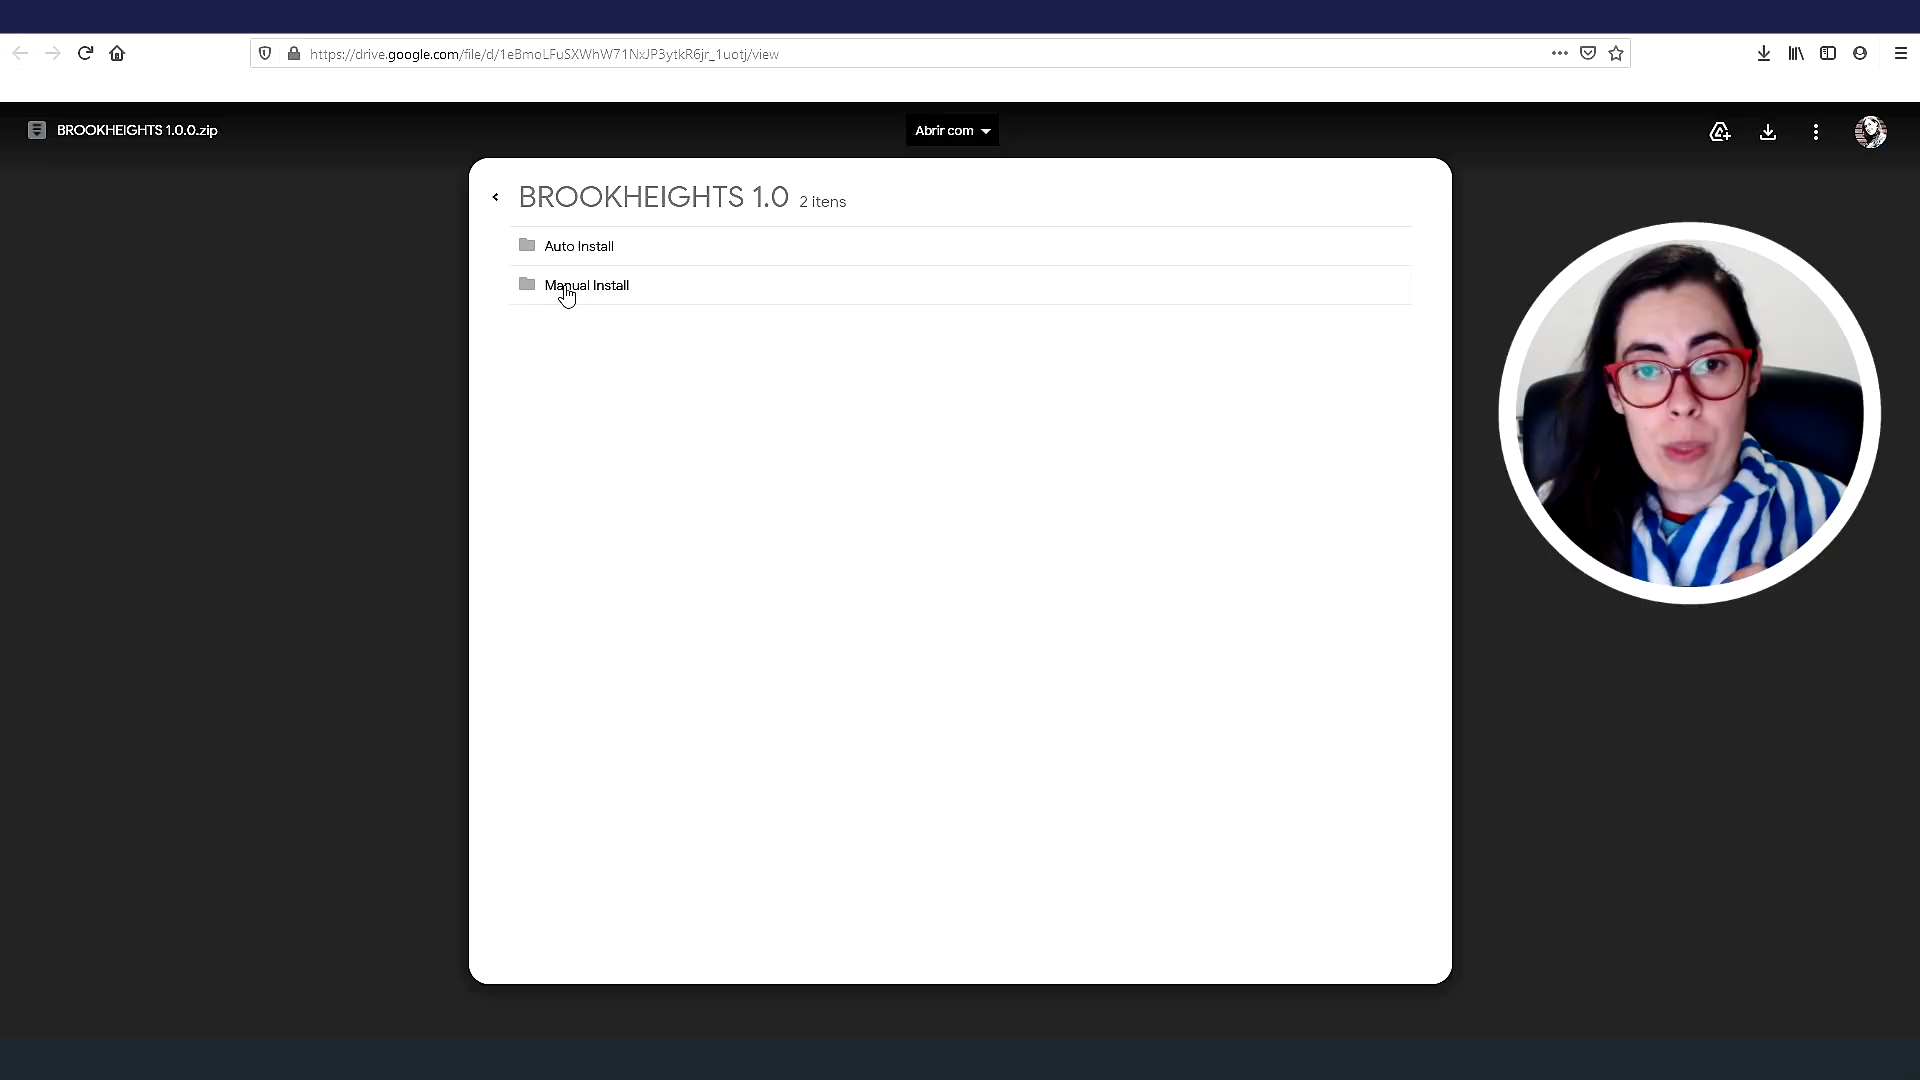 https://drive.google.com/file/d/1eBmoLFuSXWhW71NxJP3ytkR6jr_1uotj/view
BROOKHEIGHTS 1.0.0.zip
Abrir com
BROOKHEIGHTS 1.0 2 itens
Auto Install
Manual Install